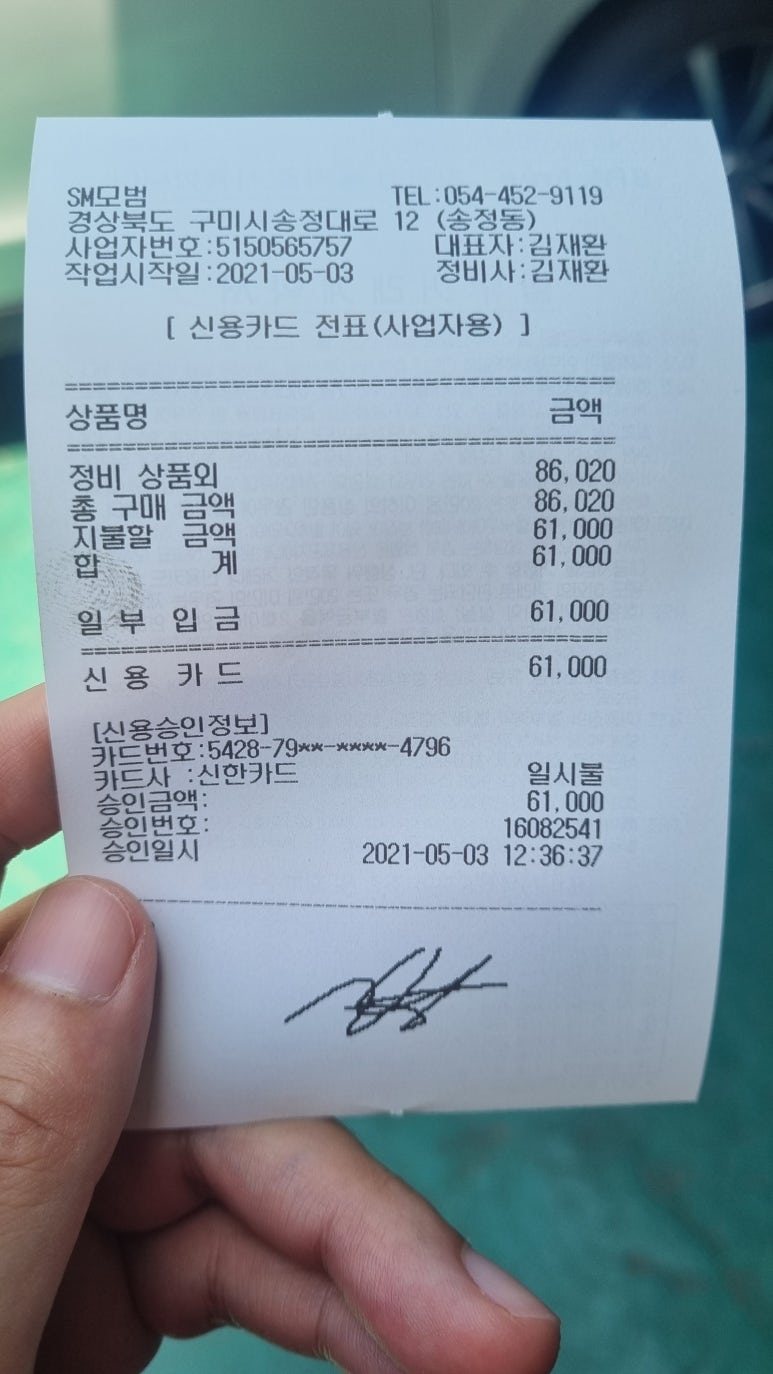 SM모범 TEL:054-452-9119
경상북도 구미시송정대로 12 (송정동)
사업자번호:5150565757 대표자:김재환
작업시작일:2021-05-03 정비사:김재환
[ 신용카드 전표(사업자용) ]
상품명 금액
정비 상품외 86,020
총 구매 금액 86,020
지불할 금액 61,000
합 계 61,000
일 부 입 금 61,000
신 용 카 드 61,000
[신용승인정보]
카드번호:5428-79**-****-4796
카드사 :신한카드 일시불
승인금액: 61,000
승인번호: 16082541
승인일시 2021-05-03 12:36:37